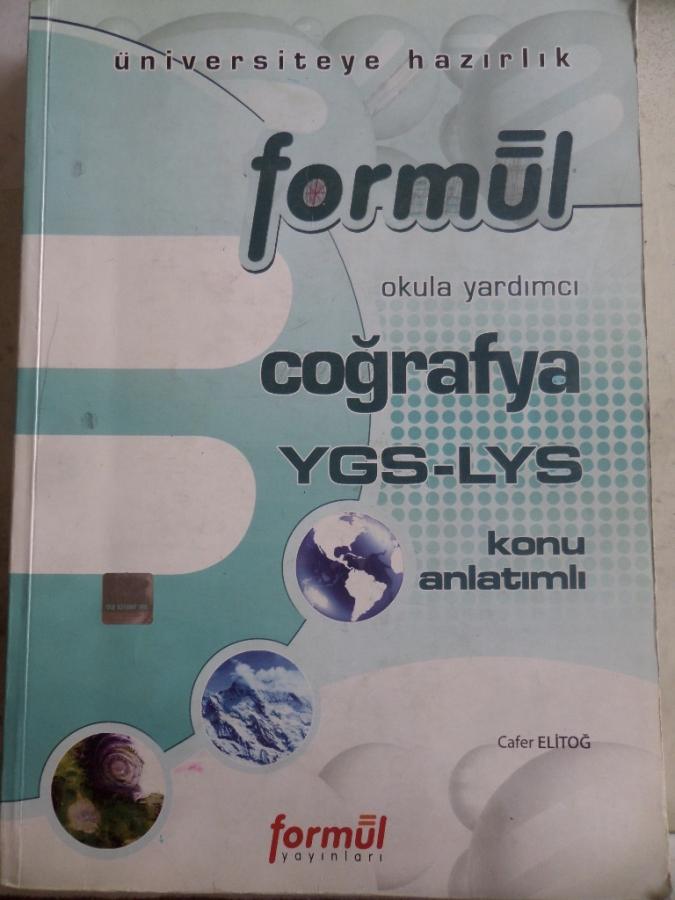 üniversiteye hazırlık
formül
okula yardımcı
coğrafya
YGS-LYS
konu
anlatımlı
Cafer ELİTOĞ
formül
yayınları